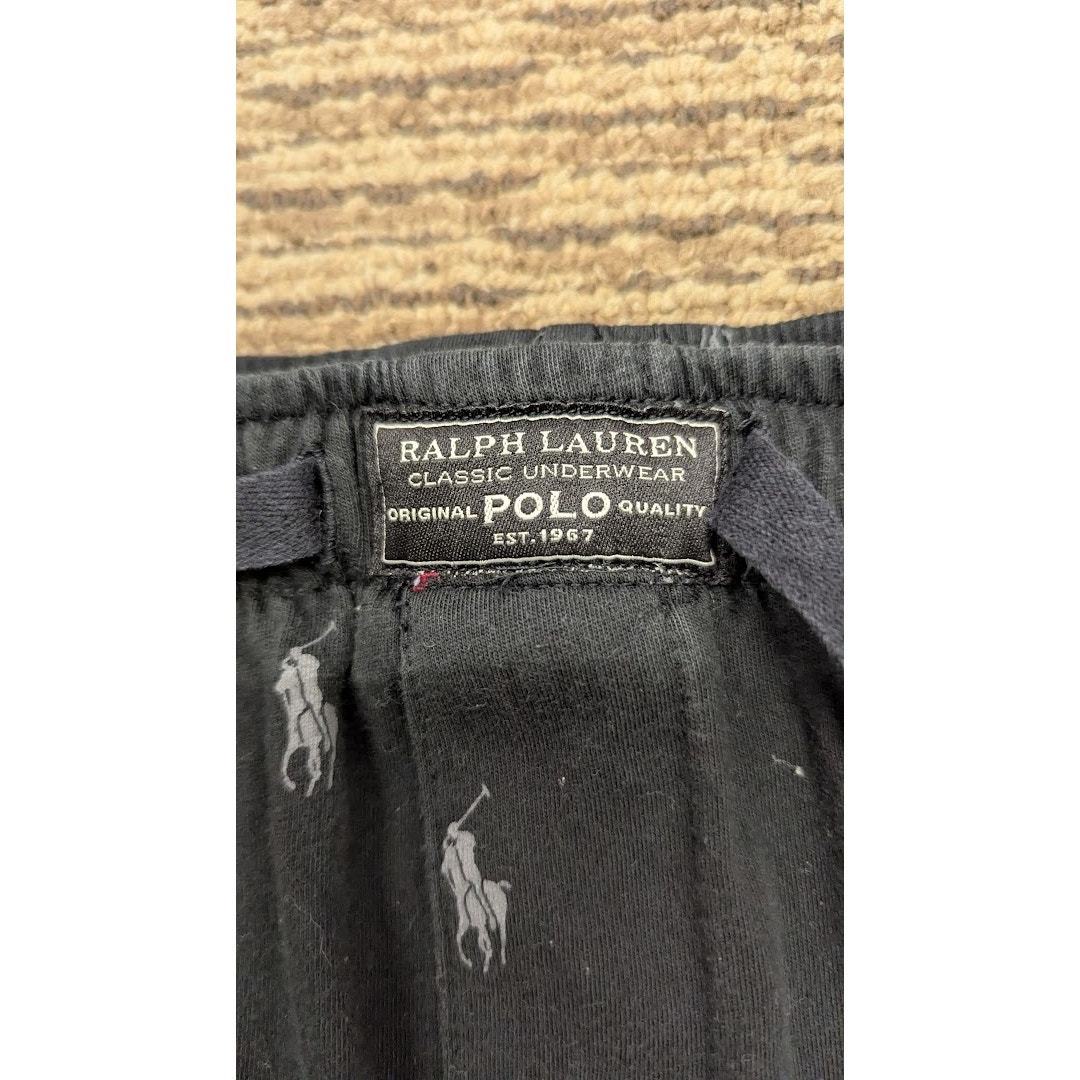 RALPH LAUREN
CLASSIC UNDERWEAR
ORIGINAL POLO QUALITY
EST. 1967